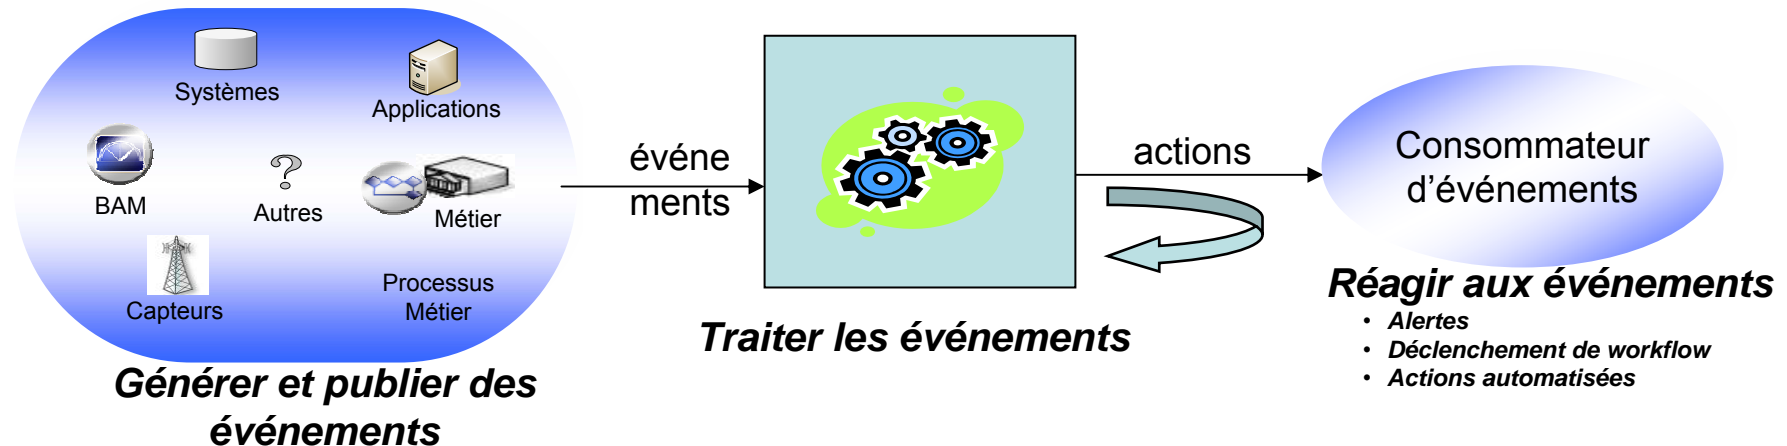 Systèmes
Applications
BAM
Autres
Métier
Capteurs
Processus
Métier
Générer et publier des
événements
événe
ments
Traiter les événements
actions
Consommateur
d'événements
Réagir aux événements
• Alertes
• Déclenchement de workflow
• Actions automatisées